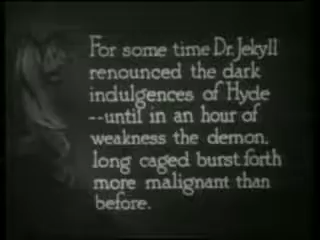 For some time Dr. Jekyll
renounced the dark
indulgences of Hyde
--until in an hour of
weakness the demon,
long caged burst forth
more malignant than
before.